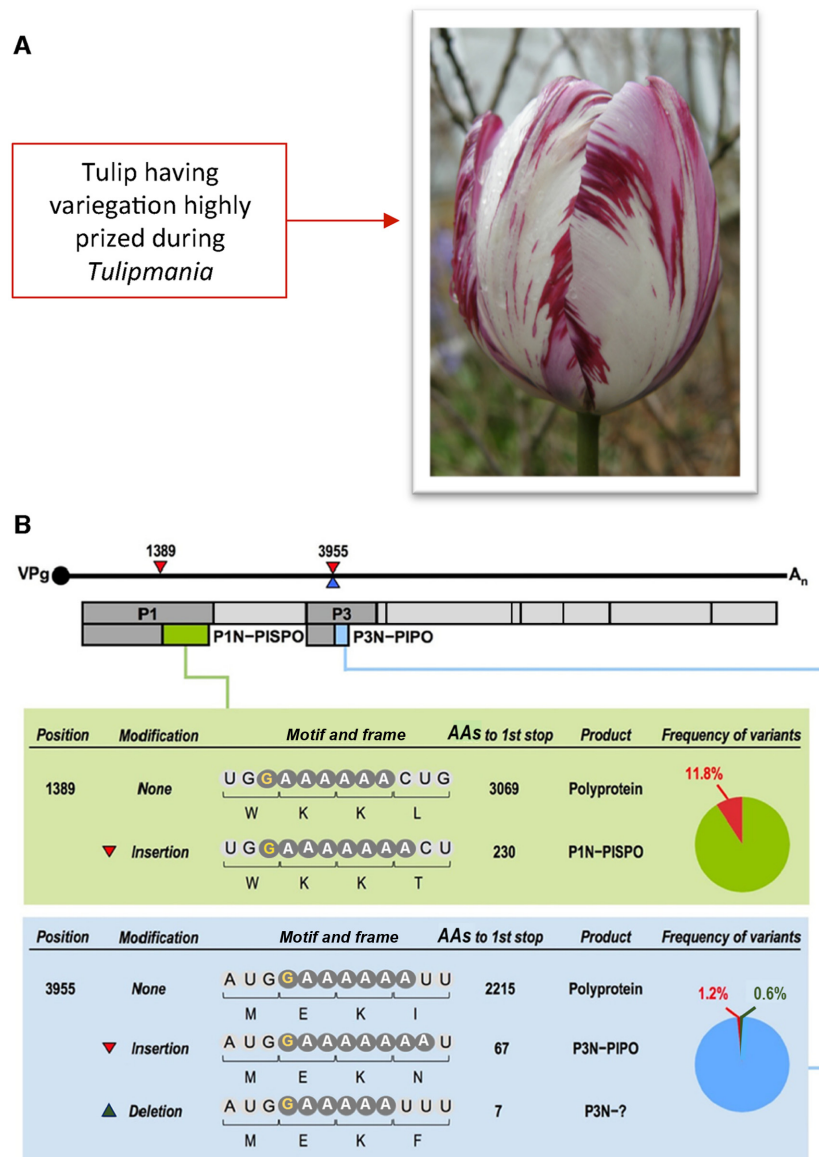 A
Tulip having
variegation highly
prized during
Tulipmania
B
1389 3955
VPg An
P1 P3
P1N-PISPO P3N-PIPO
Position Modification Motif and frame AAs to 1st stop Product Frequency of variants
1389 None UGGAAAAAACUG 3069 Polyprotein 11.8%
W K K L
Insertion UGGAAAAAAACU 230 P1N-PISPO
W K K T
Position Modification Motif and frame AAs to 1st stop Product Frequency of variants
3955 None AUGGAAAAAAUU 2215 Polyprotein 1.2% 0.6%
M E K I
Insertion AUGGAAAAAAAU 67 P3N-PIPO
M E K N
Deletion AUGGAAAAAUUU 7 P3N-?
M E K F